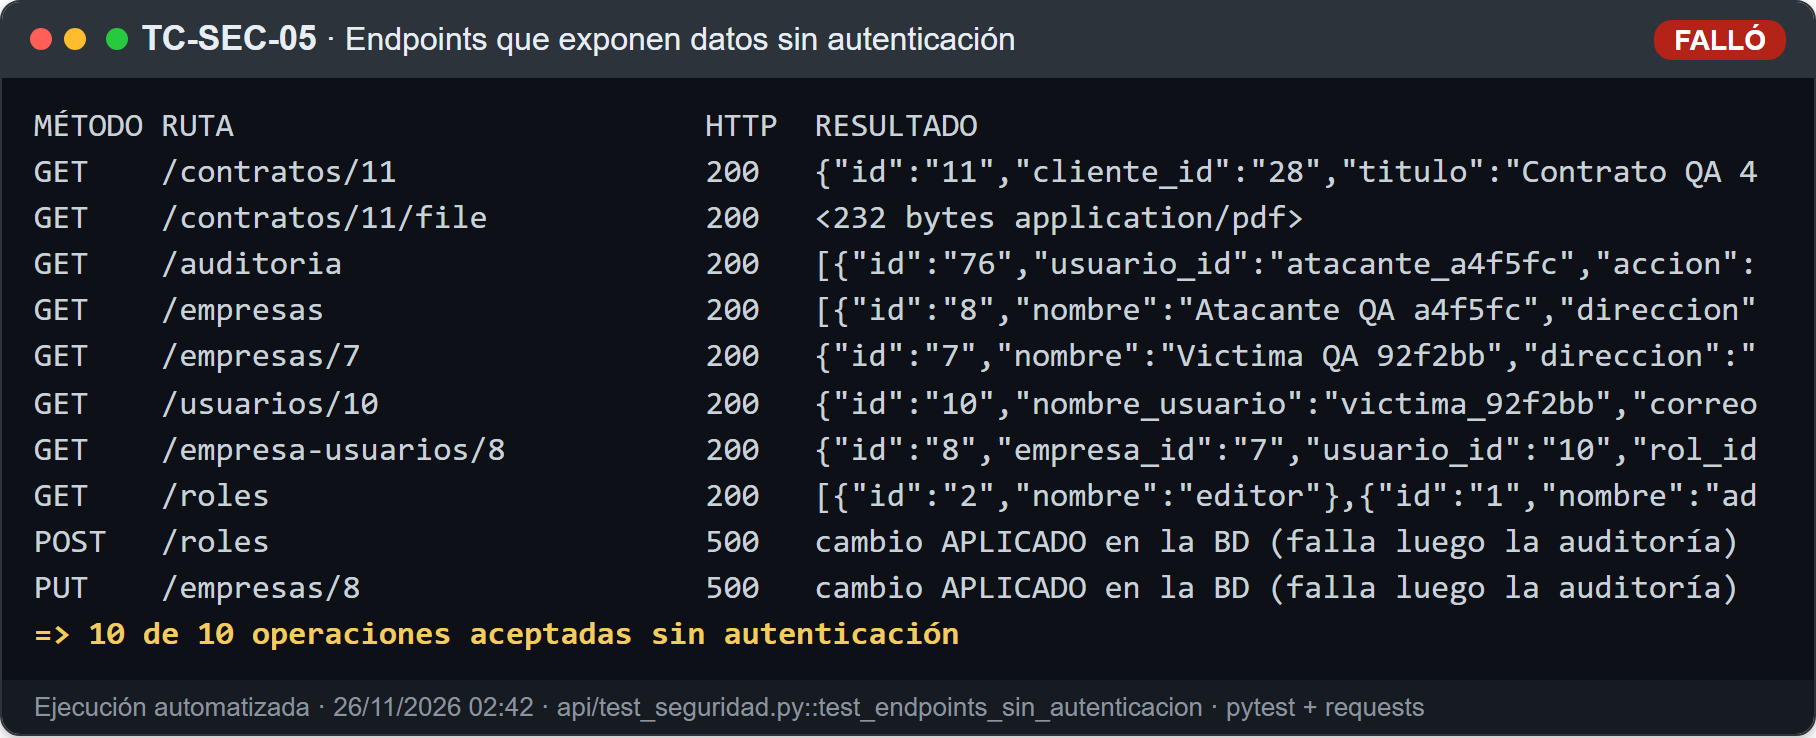 TC-SEC-05 · Endpoints que exponen datos sin autenticación FALLÓ
MÉTODO RUTA HTTP RESULTADO
GET /contratos/11 200 {"id":"11","cliente_id":"28","titulo":"Contrato QA 4
GET /contratos/11/file 200 <232 bytes application/pdf>
GET /auditoria 200 [{"id":"76","usuario_id":"atacante_a4f5fc","accion":
GET /empresas 200 [{"id":"8","nombre":"Atacante QA a4f5fc","direccion"
GET /empresas/7 200 {"id":"7","nombre":"Victima QA 92f2bb","direccion":"
GET /usuarios/10 200 {"id":"10","nombre_usuario":"victima_92f2bb","correo
GET /empresa-usuarios/8 200 {"id":"8","empresa_id":"7","usuario_id":"10","rol_id
GET /roles 200 [{"id":"2","nombre":"editor"},{"id":"1","nombre":"ad
POST /roles 500 cambio APLICADO en la BD (falla luego la auditoría)
PUT /empresas/8 500 cambio APLICADO en la BD (falla luego la auditoría)
=> 10 de 10 operaciones aceptadas sin autenticación
Ejecución automatizada · 26/11/2026 02:42 · api/test_seguridad.py::test_endpoints_sin_autenticacion · pytest + requests